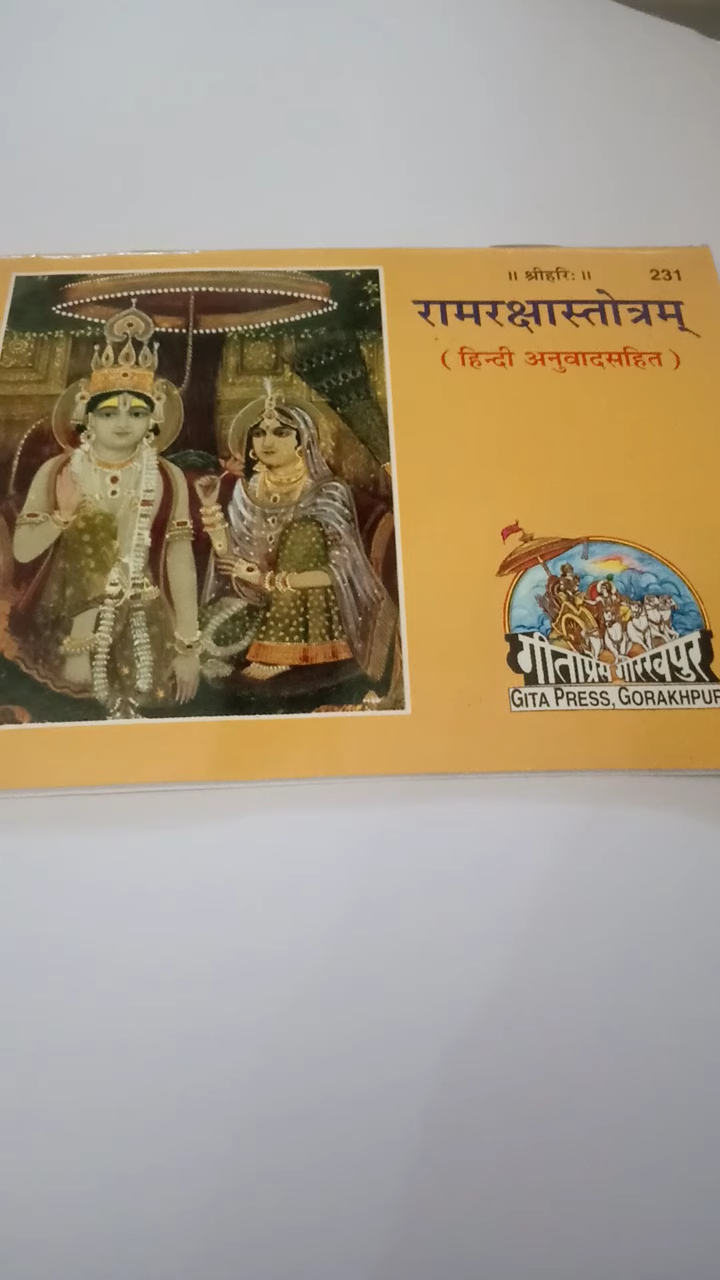 ॥ श्रीहरिः ॥ 231
रामरक्षास्तोत्रम्
( हिन्दी अनुवादसहित )
गीताप्रेस गोरखपुर
GITA PRESS, GORAKHPUR